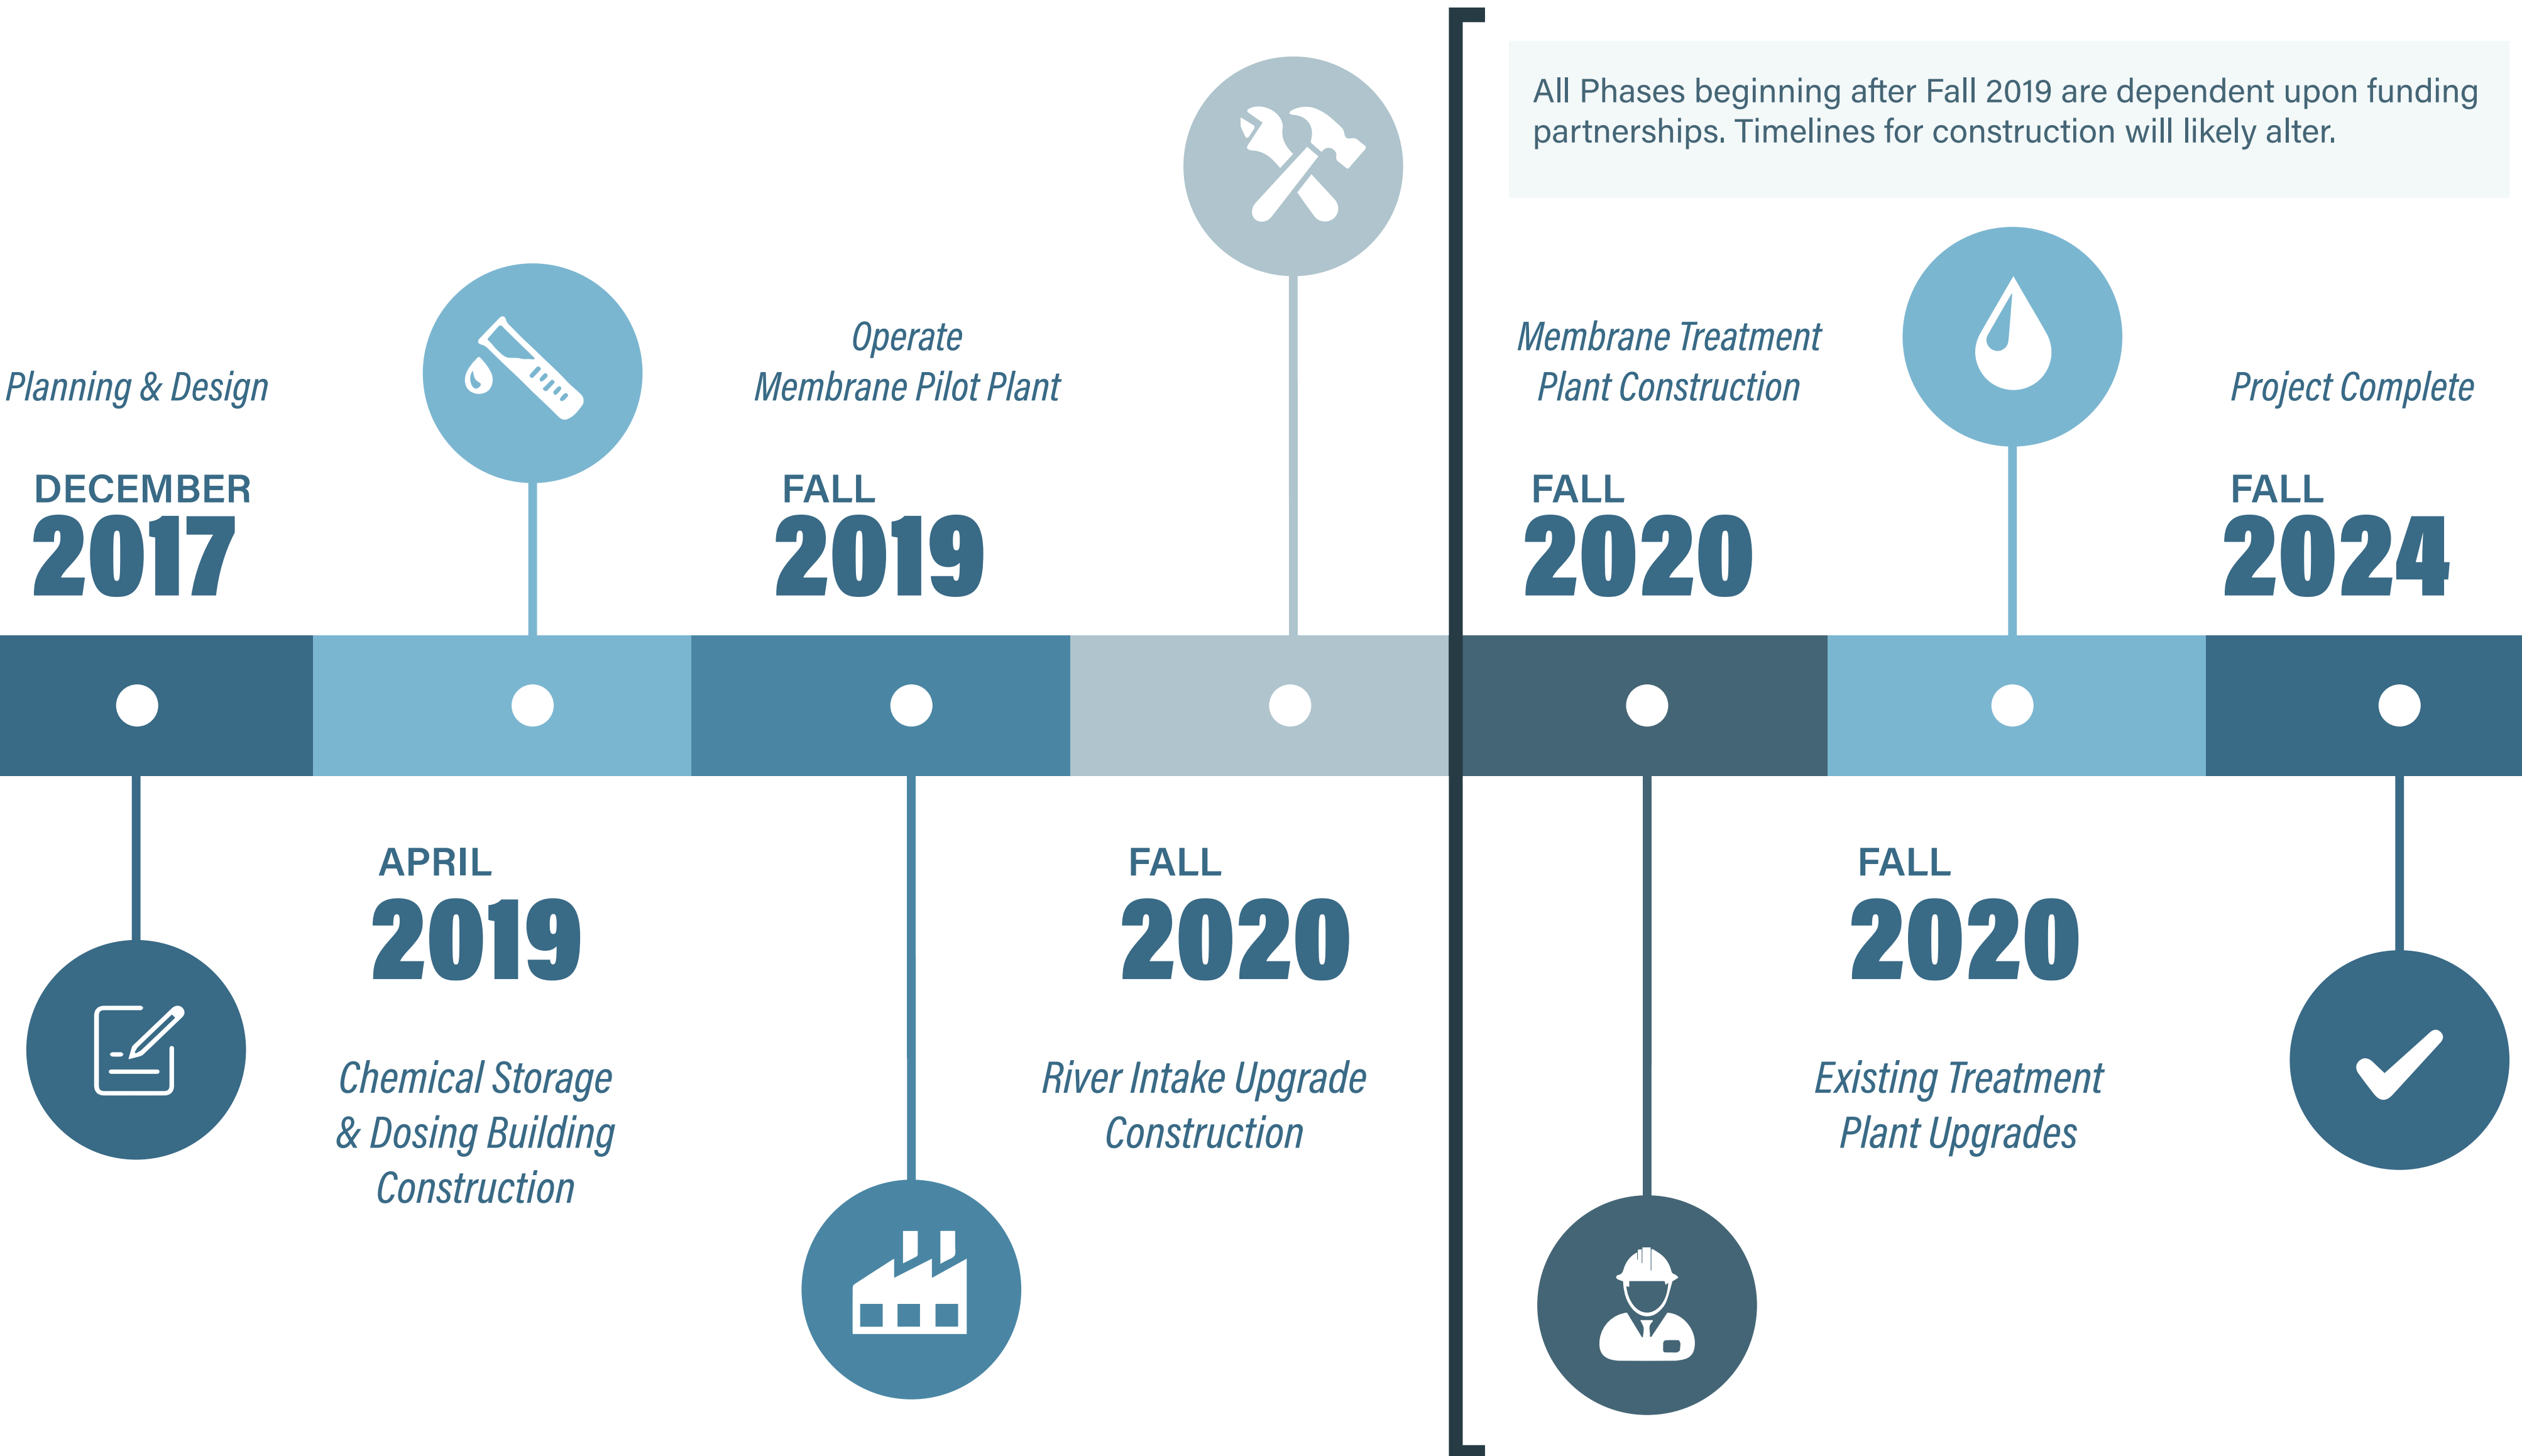 All Phases beginning after Fall 2019 are dependent upon funding
partnerships. Timelines for construction will likely alter.
Planning & Design
DECEMBER
2017
APRIL
2019
Chemical Storage
& Dosing Building
Construction
Operate
Membrane Pilot Plant
FALL
2019
FALL
2020
River Intake Upgrade
Construction
Membrane Treatment
Plant Construction
FALL
2020
FALL
2020
Existing Treatment
Plant Upgrades
Project Complete
FALL
2024